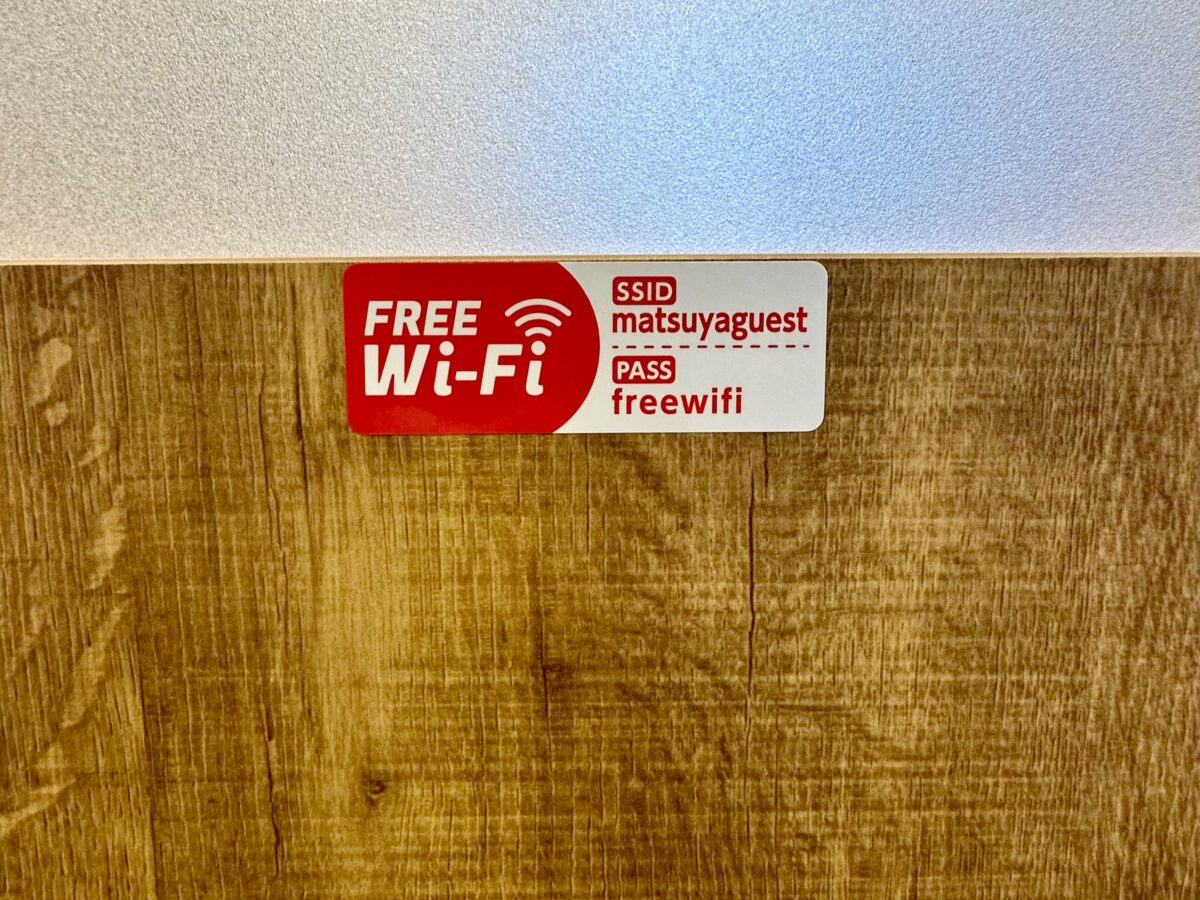 FREE
Wi-Fi
SSID
matsuyaguest
PASS
freewifi